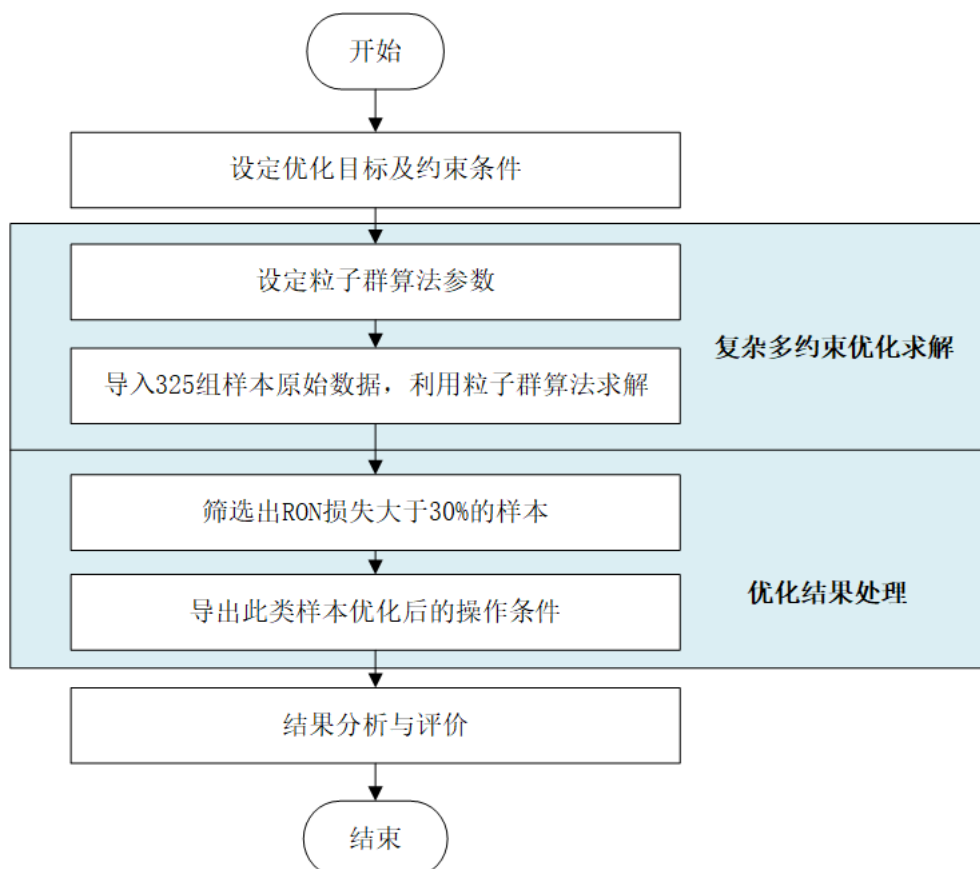 开始
设定优化目标及约束条件
设定粒子群算法参数
复杂多约束优化求解
导入325组样本原始数据，利用粒子群算法求解
筛选出RON损失大于30%的样本
优化结果处理
导出此类样本优化后的操作条件
结果分析与评价
结束